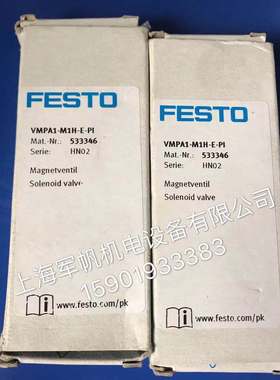 FESTO
VMPA1-M1H-E-PI
Mat.-Nr.: 533346
Serie: HN02
Magnetventil
Solenoid valve
www.festo.com/pk
FESTO
VMPA1-M1H-E-PI
Mat.-Nr.: 533346
Serie: HN02
Magnetventil
Solenoid valve
www.festo.com/pk
上海军帆机电设备有限公司
15901933383